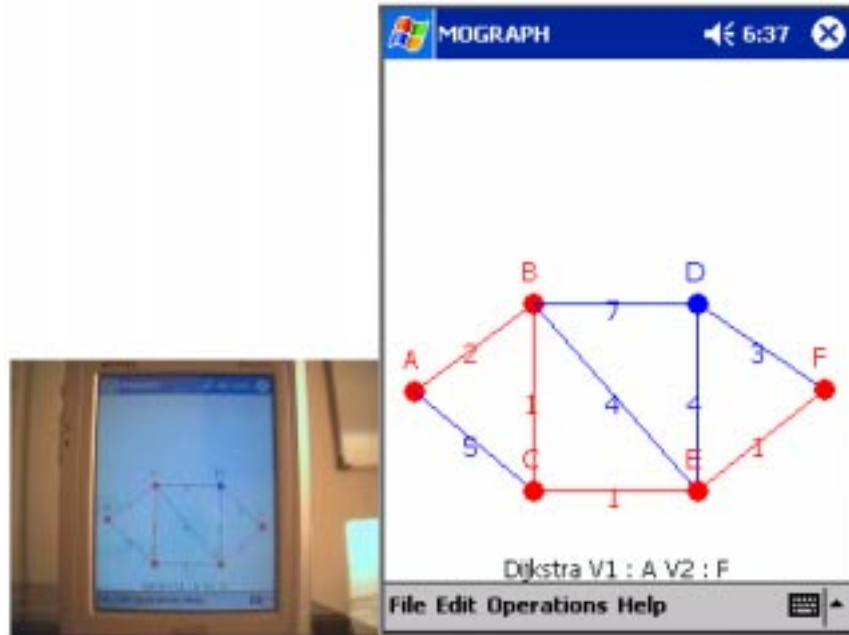 MOGRAPH 6:37
B D
7
A 2 3 F
1 4 4
5 C E 1
1
Dijkstra V1 : A V2 : F
File Edit Operations Help